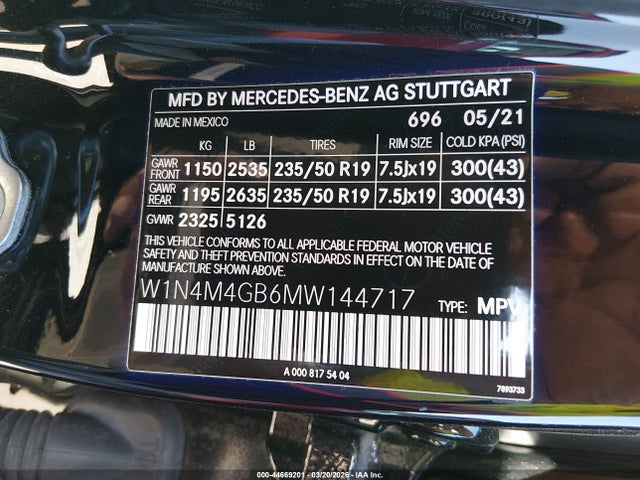 MFD BY MERCEDES-BENZ AG STUTTGART
MADE IN MEXICO 696 05/21
KG LB TIRES RIM SIZE COLD KPA (PSI)
GAWR FRONT 1150 2535 235/50 R19 7.5Jx19 300(43)
GAWR REAR 1195 2635 235/50 R19 7.5Jx19 300(43)
GVWR 2325 5126
THIS VEHICLE CONFORMS TO ALL APPLICABLE FEDERAL MOTOR VEHICLE
SAFETY AND THEFT PREVENTION STANDARDS IN EFFECT ON THE DATE
OF MANUFACTURE SHOWN ABOVE.
W1N4M4GB6MW144717 TYPE: MPV
A 000 817 54 04
7893733
000-44669201 | 03/20/2026 | IAA Inc.